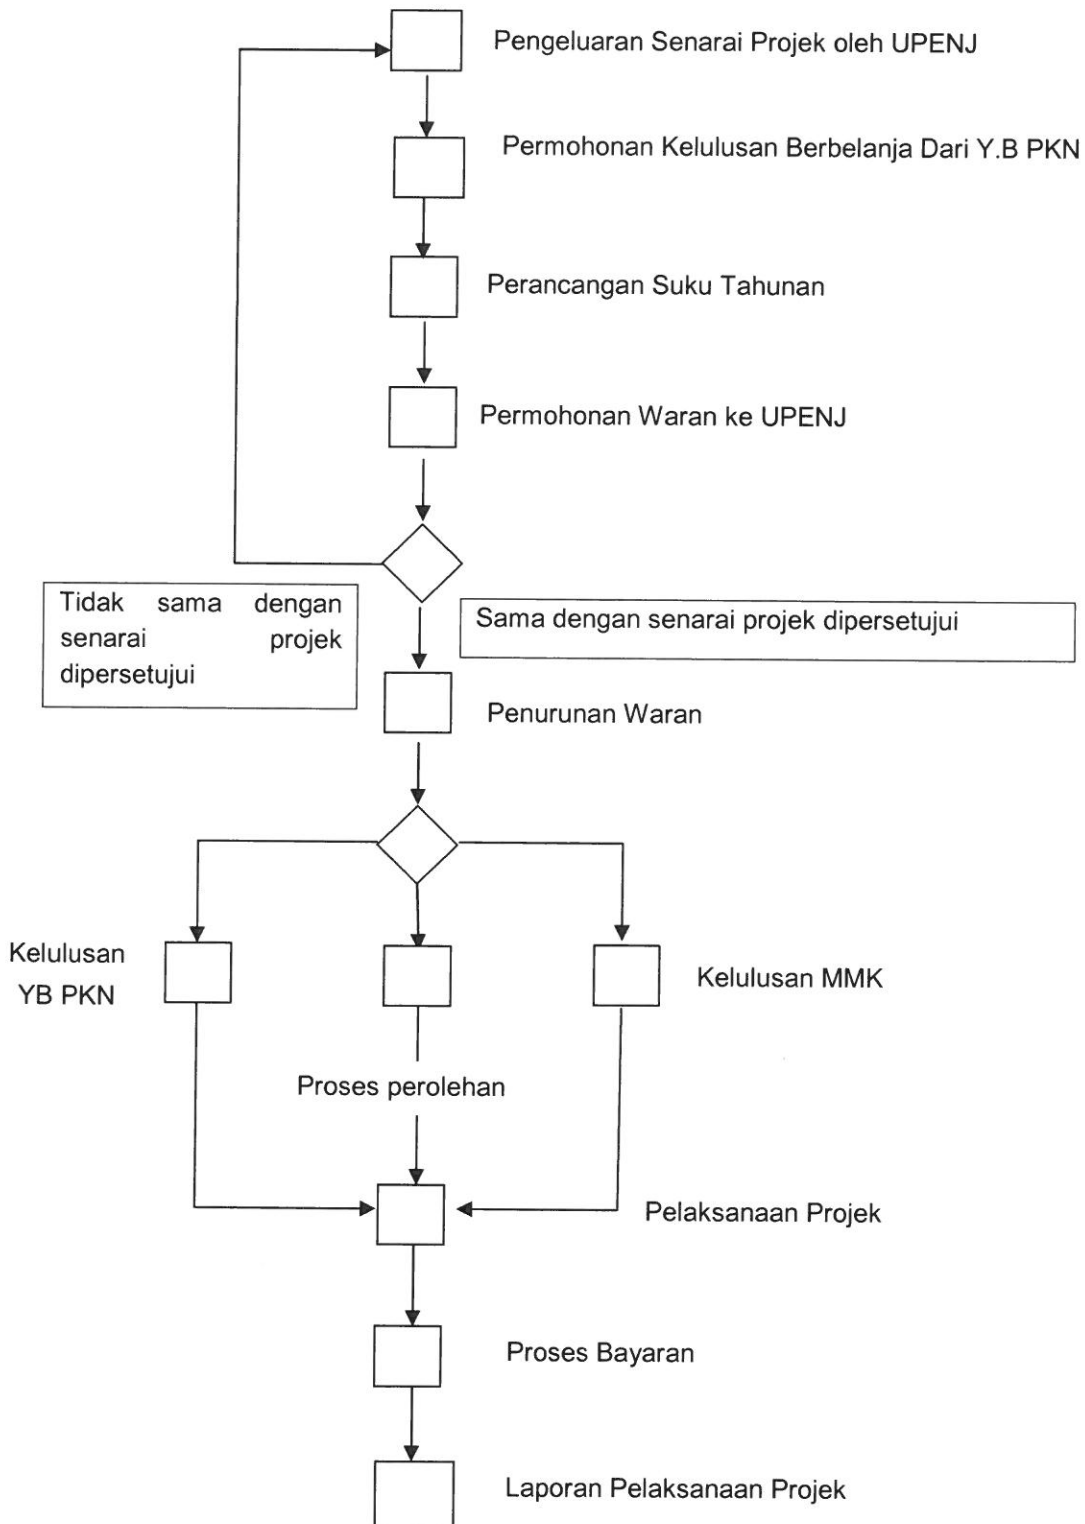 Pengeluaran Senarai Projek oleh UPENJ
Permohonan Kelulusan Berbelanja Dari Y.B PKN
Perancangan Suku Tahunan
Permohonan Waran ke UPENJ
Tidak sama dengan
senarai projek
dipersetujui
Sama dengan senarai projek dipersetujui
Penurunan Waran
Kelulusan
YB PKN
Kelulusan MMK
Proses perolehan
Pelaksanaan Projek
Proses Bayaran
Laporan Pelaksanaan Projek